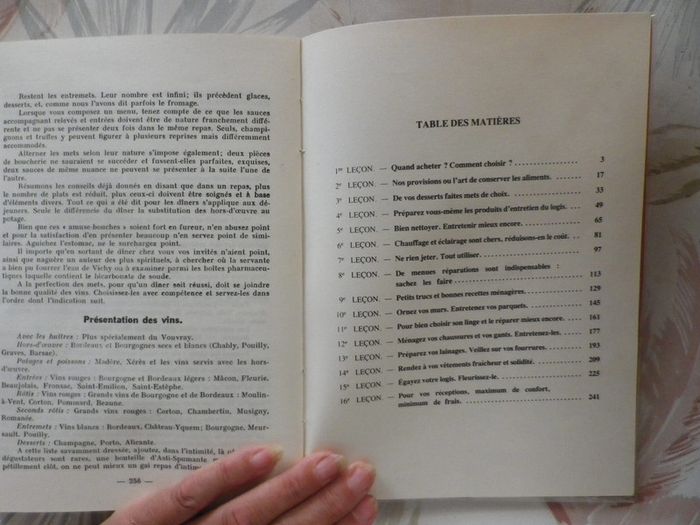 Restent les entremets. Leur nombre est infini; ils précèdent glaces,
desserts, et, comme nous l'avons dit parfois le fromage.
Lorsque vous composez un menu, tenez compte de ce que les sauces
accompagnant relevés et entrées doivent être de nature franchement diffé-
rente et ne pas se présenter deux fois dans le même repas. Seuls, champi-
gnons et truffes y peuvent figurer à plusieurs reprises mais différemment
accommodés.
Alterner les mets selon leur nature s'impose également; deux pièces
de boucherie ne sauraient se succéder et fussent-elles parfaites, exquises,
deux sauces de même nuance ne peuvent se présenter à la suite l'une de
l'autre.
Résumons les conseils déjà donnés en disant que dans un repas, plus
le nombre de plats est réduit, plus ceux-ci doivent être soignés et à base
d'éléments divers. Tout ce qui a été dit pour les dîners s'applique aux dé-
jeuners. Seule le différencie du dîner la substitution des hors-d'œuvre au
potage.
Bien que ces « amuse-bouches » soient fort en fureur, n'en abusez point
et pour la satisfaction d'en présenter beaucoup n'en servez point de simi-
laires. Aguichez l'estomac, ne le surchargez point.
Il importe qu'en sortant de dîner chez vous vos invités n'aient point,
ainsi que naguère un auteur des plus spirituels, à chercher où la servante
a bien pu fourrer l'eau de Vichy ou à examiner parmi les boîtes pharmaceu-
tiques laquelle contient le bicarbonate de soude.
A la perfection des mets, pour qu'un dîner soit réussi, doit se joindre
la bonne qualité des vins. Choisissez-les avec compétence et servez-les dans
l'ordre dont l'indication suit.
Présentation des vins.
Avec les huîtres : Plus spécialement du Vouvray.
Hors-d'œuvre : Bordeaux et Bourgognes secs et blancs (Chably, Pouilly,
Graves, Barsac).
Potages et poissons : Madère, Xérès et les vins servis avec les hors-
d'œuvre.
Entrées : Vins rouges : Bourgogne et Bordeaux légers : Mâcon, Fleurie,
Beaujolais, Fronsac, Saint-Emilion, Saint-Estèphe.
Rôtis : Vins rouges : Grands vins de Bourgogne et de Bordeaux : Moulin-
à-Vent, Corton, Pommard, Beaune.
Seconds rôtis : Grands vins rouges : Corton, Chambertin, Musigny,
Romanée.
Entremets : Vins blancs : Bordeaux, Château-Yquem; Bourgogne, Meur-
sault, Pouilly.
Desserts : Champagne, Porto, Alicante.
A cette liste savamment dressée, ajoutez, dans l'intimité, là où
dégustateurs sont rares, une bouteille d'Asti-Spumante
pétillement clôt, on ne peut mieux un gai repas d'intimes
— 256 —
TABLE DES MATIÈRES
1re LEÇON. — Quand acheter ? Comment choisir ? 3
2e LEÇON. — Nos provisions ou l'art de conserver les aliments. 17
3e LEÇON. — De vos desserts faites mets de choix. 33
4e LEÇON. — Préparez vous-même les produits d'entretien du logis. 49
5e LEÇON. — Bien nettoyer. Entretenir mieux encore. 65
6e LEÇON. — Chauffage et éclairage sont chers, réduisons-en le coût. 81
7e LEÇON. — Ne rien jeter. Tout utiliser. 97
8e LEÇON. — De menues réparations sont indispensables :
sachez les faire 113
9e LEÇON. — Petits trucs et bonnes recettes ménagères. 129
10e LEÇON. — Ornez vos murs. Entretenez vos parquets. 145
11e LEÇON. — Pour bien choisir son linge et le réparer mieux encore. 161
12e LEÇON. — Ménagez vos chaussures et vos gants. Entretenez-les. 177
13e LEÇON. — Préparez vos lainages. Veillez sur vos fourrures. 193
14e LEÇON. — Rendez à vos vêtements fraîcheur et solidité. 209
15e LEÇON. — Égayez votre logis. Fleurissez-le. 225
16e LEÇON. — Pour vos réceptions, maximum de confort,
minimum de frais. 241